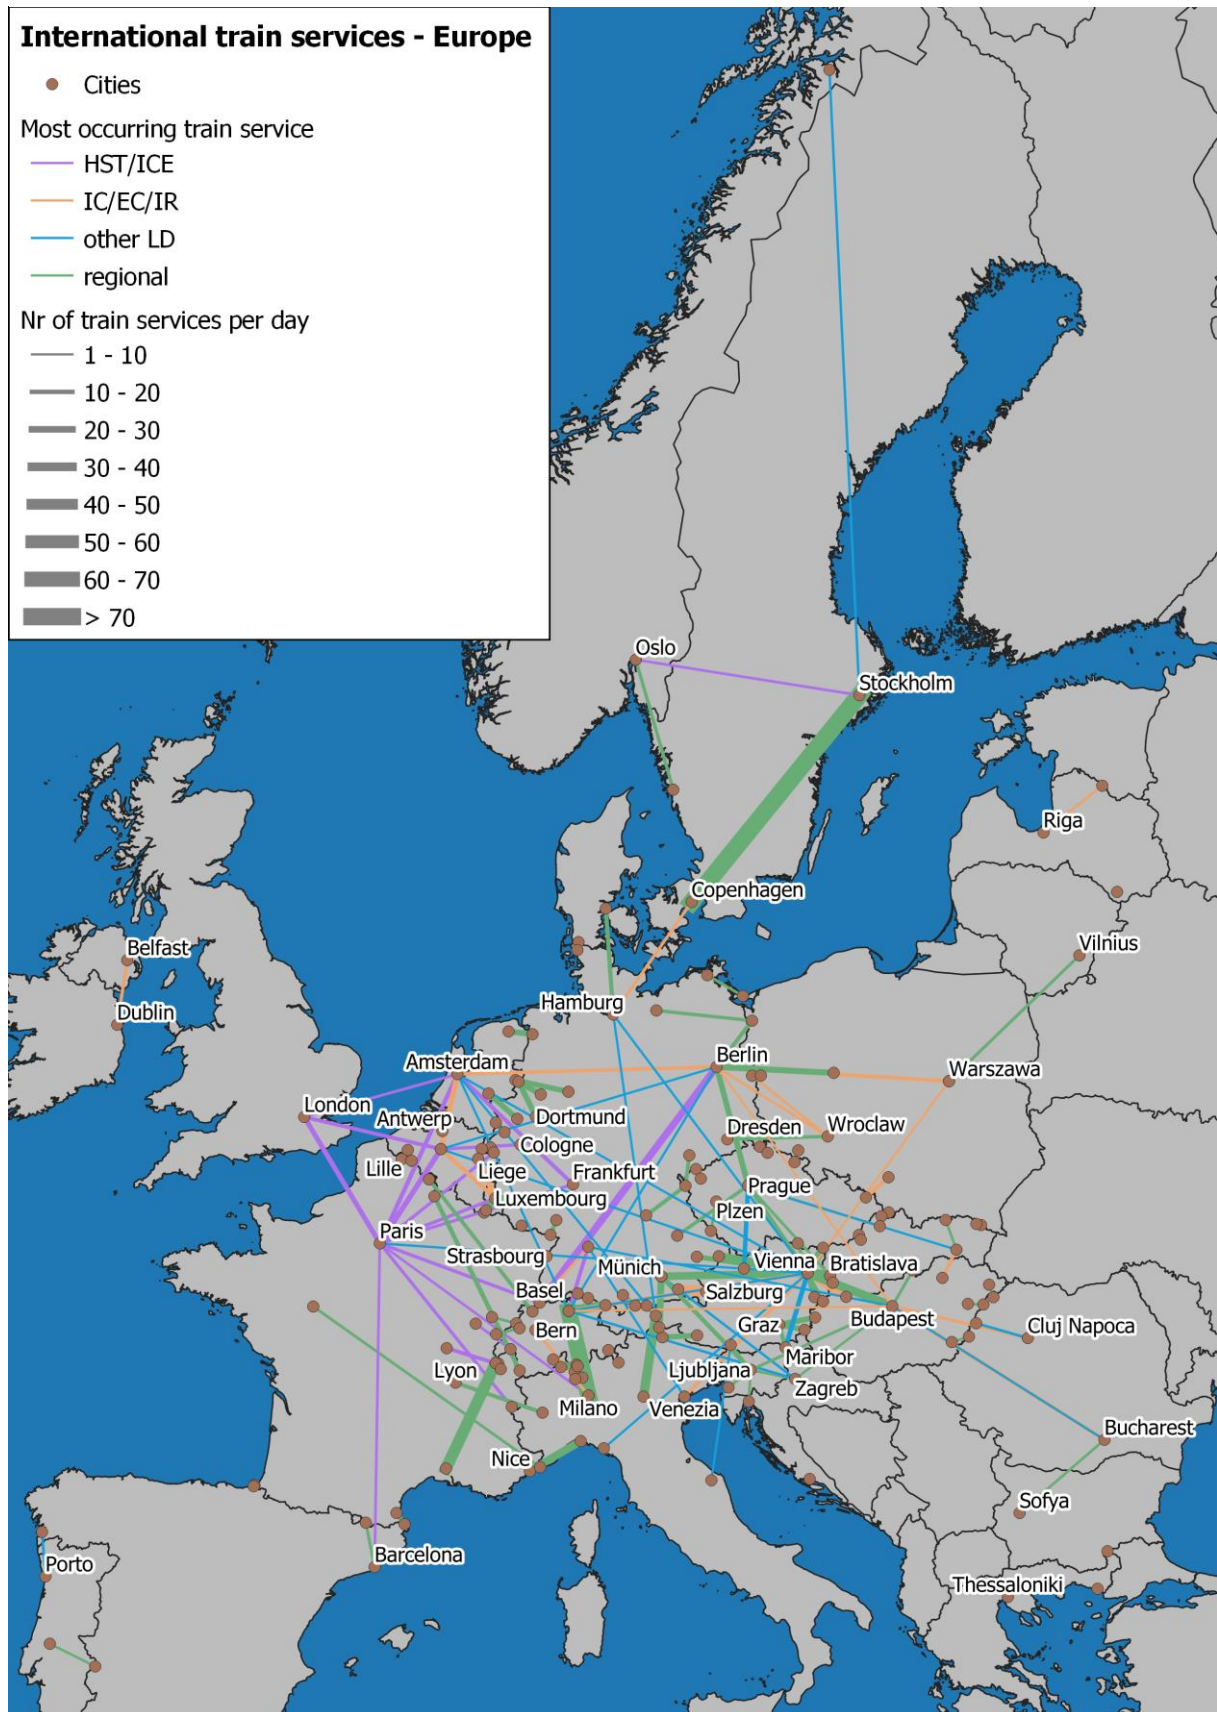 International train services - Europe
Cities
Most occurring train service
HST/ICE
IC/EC/IR
other LD
regional
Nr of train services per day
1 - 10
10 - 20
20 - 30
30 - 40
40 - 50
50 - 60
60 - 70
> 70
Oslo
Stockholm
Riga
Copenhagen
Belfast
Vilnius
Dublin
Hamburg
Amsterdam
Berlin
Warszawa
London
Antwerp
Dortmund
Dresden
Wroclaw
Cologne
Lille
Liege
Frankfurt
Luxembourg
Prague
Plzen
Paris
Strasbourg
Münich
Vienna
Bratislava
Basel
Salzburg
Bern
Graz
Budapest
Cluj Napoca
Lyon
Ljubljana
Maribor
Zagreb
Milano
Venezia
Bucharest
Nice
Sofya
Porto
Barcelona
Thessaloniki